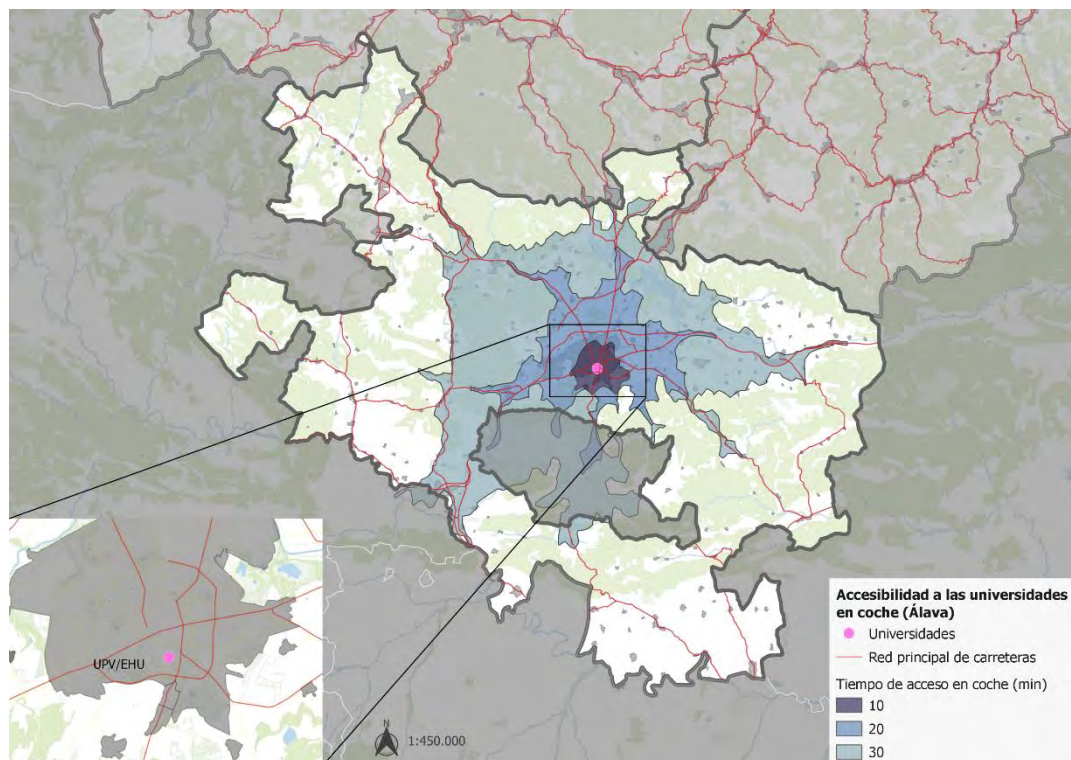 UPV/EHU
N
1:450.000
Accesibilidad a las universidades
en coche (Álava)
Universidades
Red principal de carreteras
Tiempo de acceso en coche (min)
10
20
30